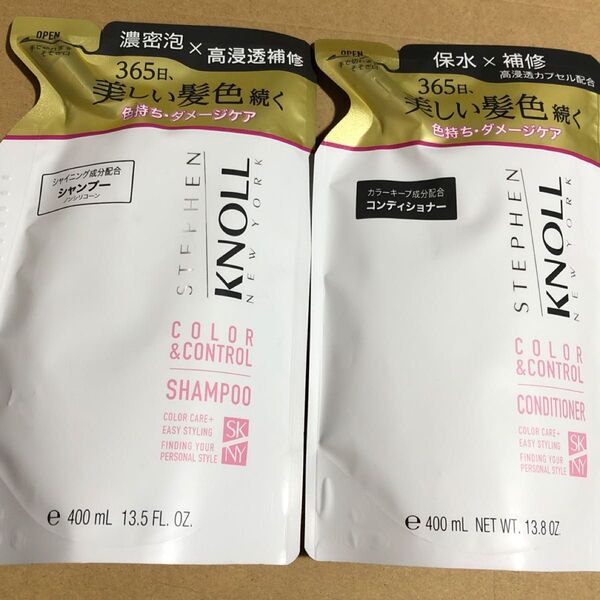 OPEN
濃密泡×高浸透補修
365日、
美しい髪色続く
色持ち・ダメージケア
シャイニング成分配合
シャンプー
ノンシリコーン
STEPHEN
KNOLL
NEW YORK
COLOR
&CONTROL
SHAMPOO
COLOR CARE+
EASY STYLING
FINDING YOUR
PERSONAL STYLE
SK
NY
℮ 400 mL 13.5 FL. OZ.
OPEN
保水×補修
高浸透カプセル配合
365日、
美しい髪色続く
色持ち・ダメージケア
カラーキープ成分配合
コンディショナー
STEPHEN
KNOLL
NEW YORK
COLOR
&CONTROL
CONDITIONER
COLOR CARE+
EASY STYLING
FINDING YOUR
PERSONAL STYLE
SK
NY
℮ 400 mL NET WT. 13.8 OZ.